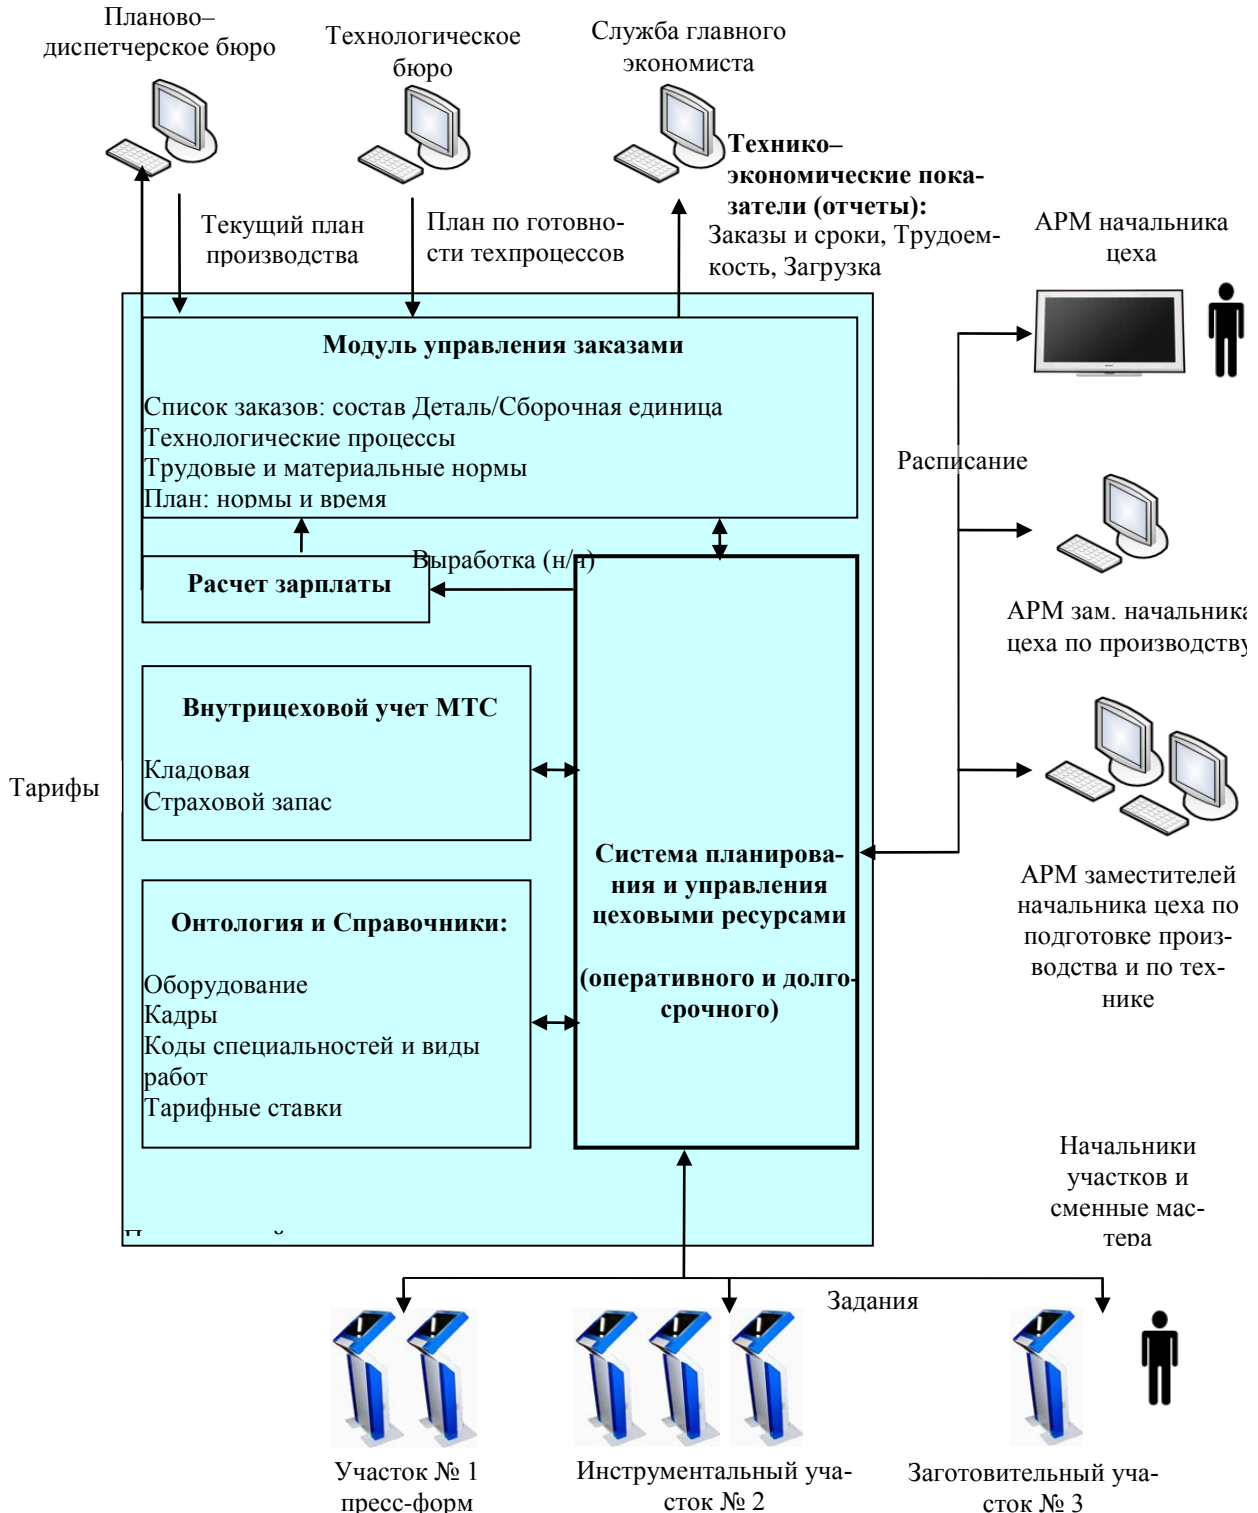 Планово–
диспетчерское бюро
Технологическое
бюро
Служба главного
экономиста
Технико–
экономические пока-
затели (отчеты):
Заказы и сроки, Трудоем-
кость, Загрузка
Текущий план
производства
План по готовно-
сти техпроцессов
АРМ начальника
цеха
Модуль управления заказами
Список заказов: состав Деталь/Сборочная единица
Технологические процессы
Трудовые и материальные нормы
План: нормы и время
Расписание
Выработка (н/ч)
Расчет зарплаты
АРМ зам. начальника
цеха по производству
Внутрицеховой учет МТС
Кладовая
Страховой запас
Тарифы
Система планирова-
ния и управления
цеховыми ресурсами
(оперативного и долго-
срочного)
АРМ заместителей
начальника цеха по
подготовке произ-
водства и по тех-
нике
Онтология и Справочники:
Оборудование
Кадры
Коды специальностей и виды
работ
Тарифные ставки
Начальники
участков и
сменные мас-
тера
Задания
Участок № 1
пресс-форм
Инструментальный уча-
сток № 2
Заготовительный уча-
сток № 3